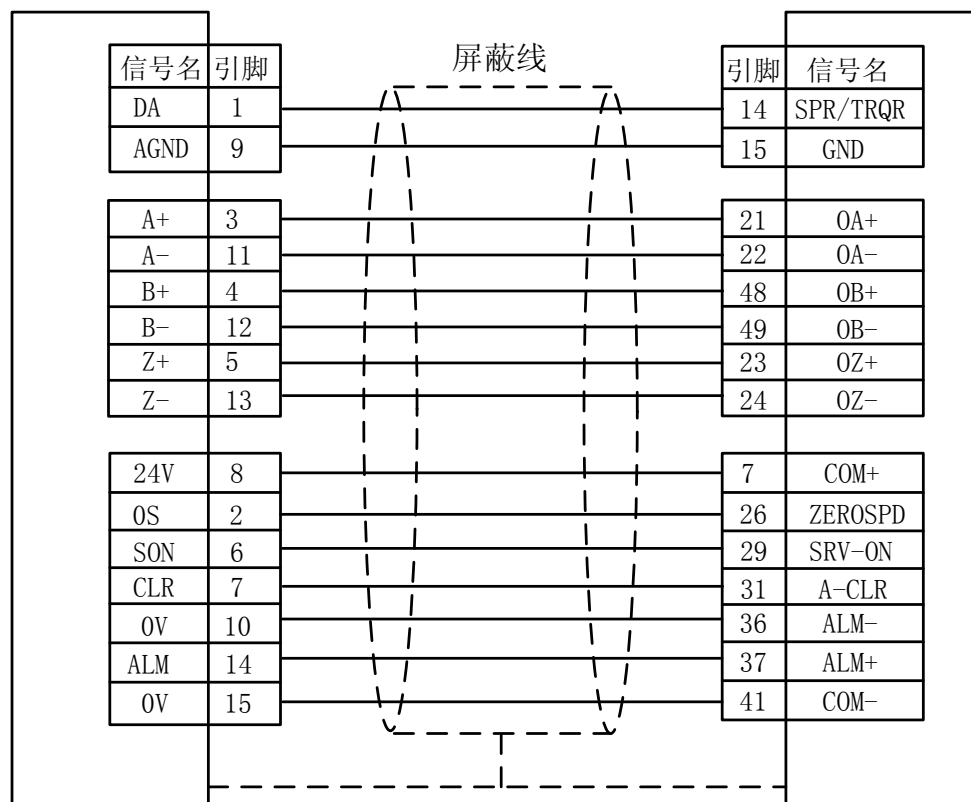 屏蔽线
信号名 引脚 引脚 信号名
DA 1 14 SPR/TRQR
AGND 9 15 GND
A+ 3 21 OA+
A- 11 22 OA-
B+ 4 48 OB+
B- 12 49 OB-
Z+ 5 23 OZ+
Z- 13 24 OZ-
24V 8 7 COM+
OS 2 26 ZEROSPD
SON 6 29 SRV-ON
CLR 7 31 A-CLR
0V 10 36 ALM-
ALM 14 37 ALM+
0V 15 41 COM-